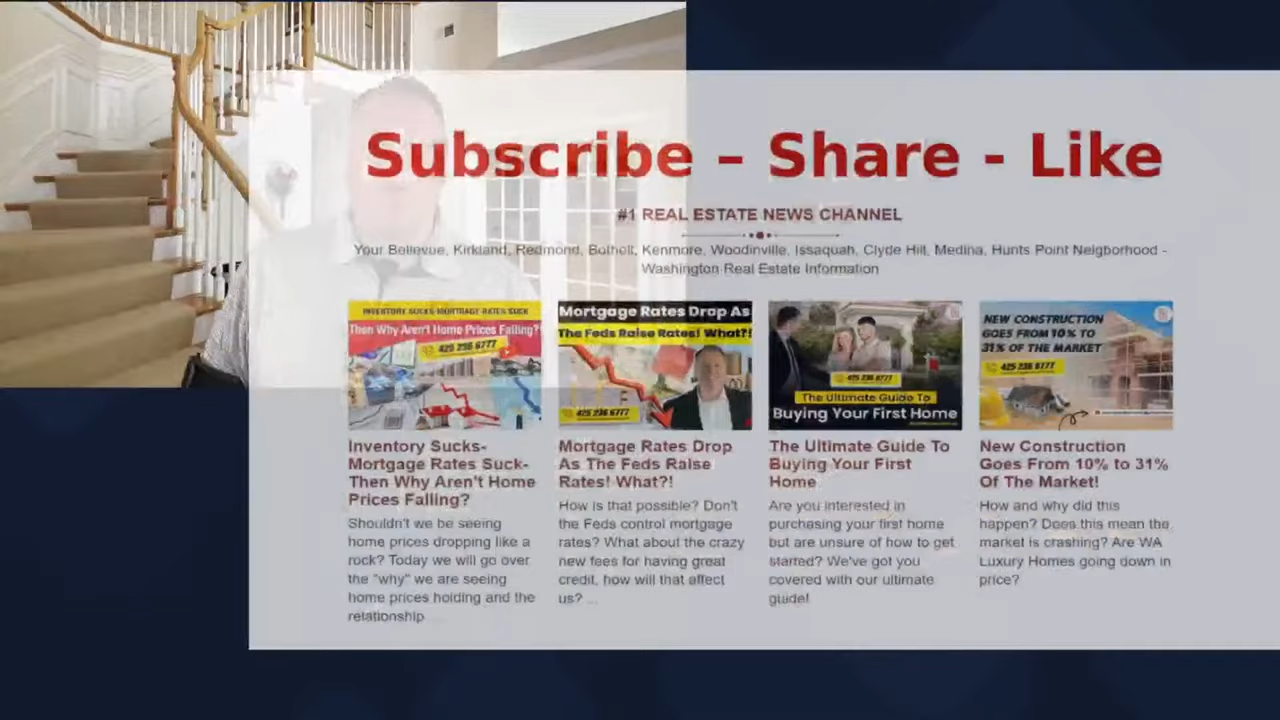 Subscribe – Share - Like
#1 REAL ESTATE NEWS CHANNEL
Your Bellevue, Kirkland, Redmond, Bothell, Kenmore, Woodinville, Issaquah, Clyde Hill, Medina, Hunts Point Neigborhood -
Washington Real Estate Information
INVENTORY SUCKS-MORTGAGE RATES SUCK
Then Why Aren't Home Prices Falling?
425 236 6777
Mortgage Rates Drop As
The Feds Raise Rates! What?!
425 236 6777
425 236 6777
The Ultimate Guide To
Buying Your First Home
NEW CONSTRUCTION
GOES FROM 10% TO
31% OF THE MARKET
425 236 6777
Inventory Sucks-
Mortgage Rates Suck-
Then Why Aren't Home
Prices Falling?
Shouldn't we be seeing
home prices dropping like a
rock? Today we will go over
the "why" we are seeing
home prices holding and the
relationship
Mortgage Rates Drop
As The Feds Raise
Rates! What?!
How is that possible? Don't
the Feds control mortgage
rates? What about the crazy
new fees for having great
credit, how will that affect
us? ...
The Ultimate Guide To
Buying Your First
Home
Are you interested in
purchasing your first home
but are unsure of how to get
started? We've got you
covered with our ultimate
guide!
New Construction
Goes From 10% to 31%
Of The Market!
How and why did this
happen? Does this mean the
market is crashing? Are WA
Luxury Homes going down in
price?